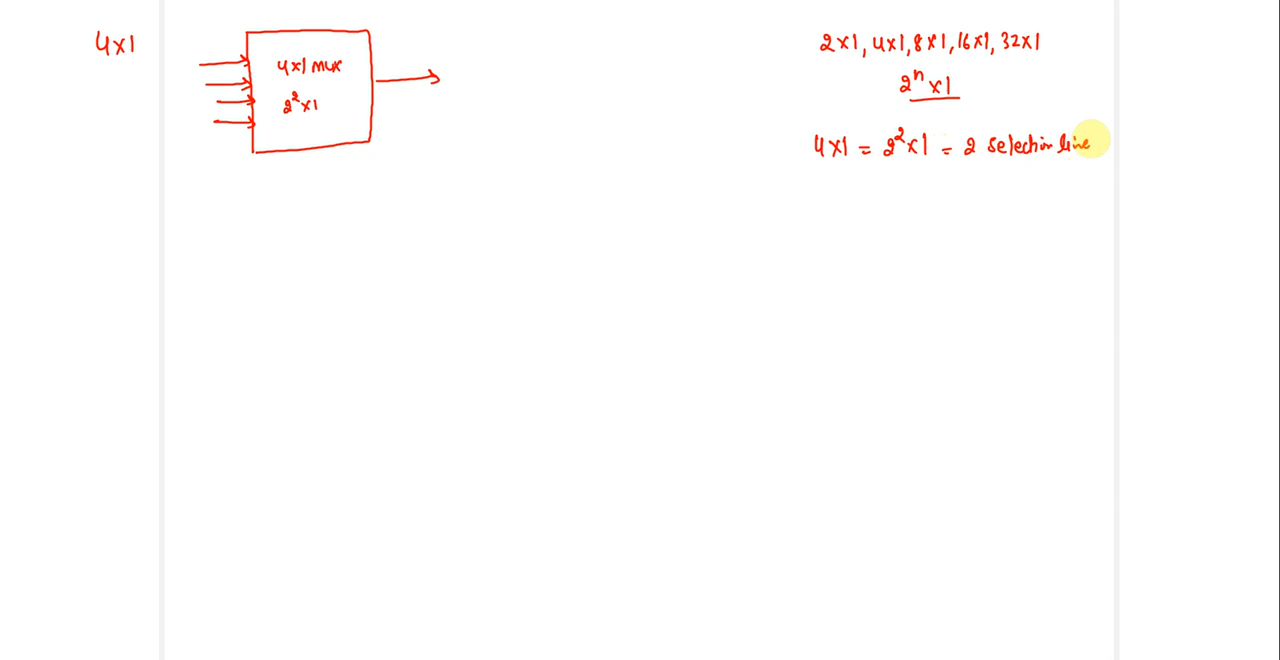 4x1
4x1 mux
2²x1
2x1, 4x1, 8x1, 16x1, 32x1
2ⁿx1
4x1 = 2²x1 = 2 selection line